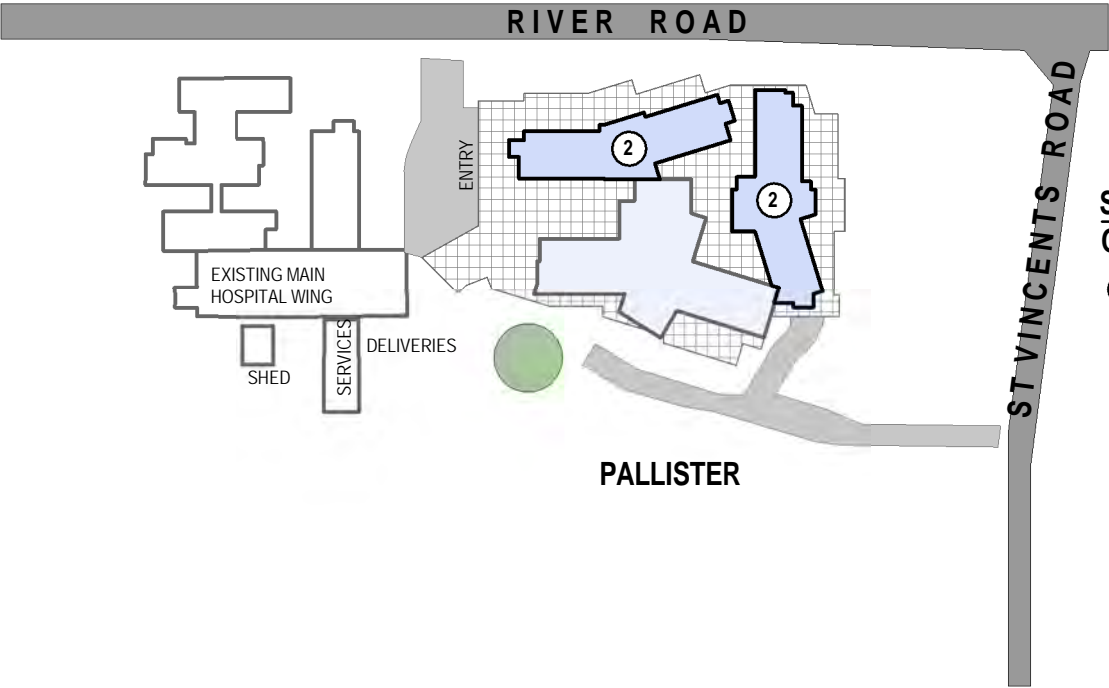 RIVER ROAD
ST VINCENTS ROAD
ENTRY
2
2
EXISTING MAIN
HOSPITAL WING
SERVICES
DELIVERIES
SHED
PALLISTER